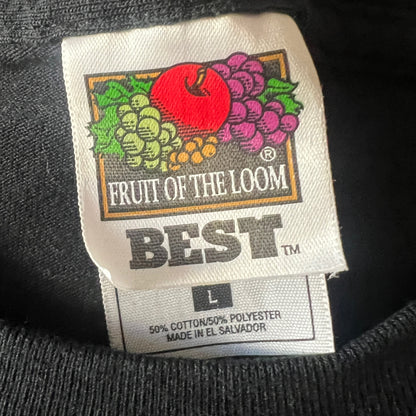 ®
FRUIT OF THE LOOM
BEST™
L
50% COTTON/50% POLYESTER
MADE IN EL SALVADOR